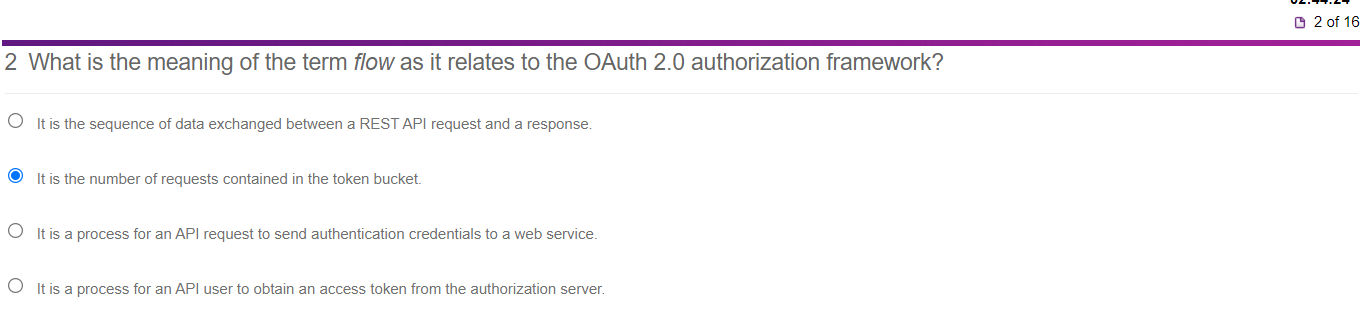 2 of 16
2 What is the meaning of the term flow as it relates to the OAuth 2.0 authorization framework?
It is the sequence of data exchanged between a REST API request and a response.
It is the number of requests contained in the token bucket.
It is a process for an API request to send authentication credentials to a web service.
It is a process for an API user to obtain an access token from the authorization server.